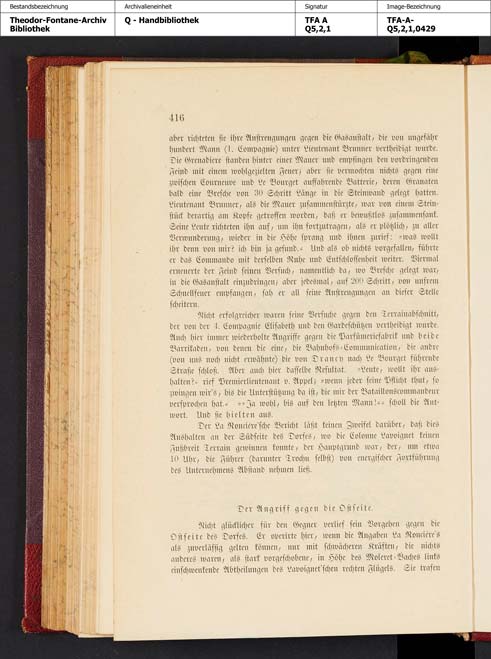 Bestandsbezeichnung
Archivalieneinheit
Signatur
Image-Bezeichnung
Theodor-Fontane-Archiv
Bibliothek
Q - Handbibliothek
TFA A
Q5,2,1
TFA-A-
Q5,2,1,0429
416
aber richteten sie ihre Anstrengungen gegen die Gasanstalt, die von ungefähr
hundert Mann (1. Compagnie) unter Lieutenant Brunner vertheidigt wurde.
Die Grenadiere standen hinter einer Mauer und empfingen den vordringenden
Feind mit einem wohlgezielten Feuer; aber sie vermochten nichts gegen eine
zwischen Courneuve und Le Bourget auffahrende Batterie, deren Granaten
bald eine Bresche von 30 Schritt Länge in die Steinwand gelegt hatten.
Lieutenant Brunner, als die Mauer zusammenstürzte, war von einem Stein-
stück derartig am Kopfe getroffen worden, daß er bewußtlos zusammensank.
Seine Leute richteten ihn auf, um ihn fortzutragen, als er plötzlich, zu aller
Verwunderung, wieder in die Höhe sprang und ihnen zurief: »was wollt
ihr denn von mir? ich bin ja gesund.« Und als ob nichts vorgefallen, führte
er das Commando mit derselben Ruhe und Entschlossenheit weiter. Viermal
erneuerte der Feind seinen Versuch, namentlich da, wo Bresche gelegt war,
in die Gasanstalt einzudringen; aber jedesmal, auf 200 Schritt, von unsrem
Schnellfeuer empfangen, sah er all seine Anstrengungen an dieser Stelle
scheitern.
Nicht erfolgreicher waren seine Versuche gegen den Terrainabschnitt,
der von der 4. Compagnie Elisabeth und den Gardeschützen vertheidigt wurde.
Auch hier immer wiederholte Angriffe gegen die Parfümeriefabrik und beide
Barrikaden, von denen die eine, die Bahnhofs-Communication, die andre
(von uns noch nicht erwähnte) die von Drancy nach Le Bourget führende
Straße schloß. Aber auch hier dasselbe Resultat. »Leute, wollt ihr aus-
halten?« rief Premierlieutenant v. Appel; »wenn jeder seine Pflicht thut, so
zwingen wir's, bis die Unterstützung da ist, die mir der Bataillonscommandeur
versprochen hat.« »»Ja wohl, bis auf den letzten Mann!«« scholl die Ant-
wort. Und sie hielten aus.
Der La Roncière'sche Bericht läßt keinen Zweifel darüber, daß dies
Aushalten an der Südseite des Dorfes, wo die Colonne Lavoignet keinen
Fußbreit Terrain gewinnen konnte, der Hauptgrund war, der, um etwa
10 Uhr, die Führer (darunter Trochu selbst) von energischer Fortführung
des Unternehmens Abstand nehmen ließ.
Der Angriff gegen die Ostseite.
Nicht glücklicher für den Gegner verlief sein Vorgehen gegen die
Ostseite des Dorfes. Er operirte hier, wenn die Angaben La Roncière's
als zuverlässig gelten können, nur mit schwächeren Kräften, die nichts
anderes waren, als stark vorgeschobene, in Höhe des Moleret-Baches links
einschwenkende Abtheilungen des Lavoignet'schen rechten Flügels. Sie trafen